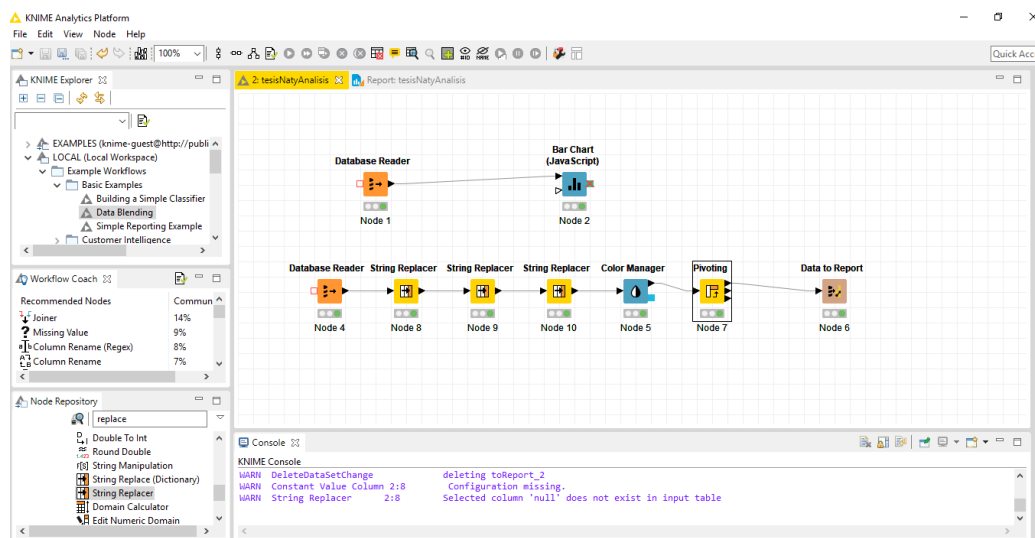 KNIME Analytics Platform
File Edit View Node Help
100%
Quick Acc
KNIME Explorer
2: tesisNatyAnalisis
Report: tesisNatyAnalisis
EXAMPLES (knime-guest@http://publi
LOCAL (Local Workspace)
Example Workflows
Basic Examples
Building a Simple Classifier
Data Blending
Simple Reporting Example
Customer Intelligence
Workflow Coach
Recommended Nodes Commun
Joiner 14%
Missing Value 9%
Column Rename (Regex) 8%
Column Rename 7%
Node Repository
replace
Double To Int
Round Double
String Manipulation
String Replace (Dictionary)
String Replacer
Domain Calculator
Edit Numeric Domain
Database Reader
Node 1
Bar Chart
(JavaScript)
Node 2
Database Reader String Replacer String Replacer String Replacer Color Manager Pivoting Data to Report
Node 4 Node 8 Node 9 Node 10 Node 5 Node 7 Node 6
Console
KNIME Console
WARN DeleteDataSetChange deleting toReport_2
WARN Constant Value Column 2:8 Configuration missing.
WARN String Replacer 2:8 Selected column 'null' does not exist in input table